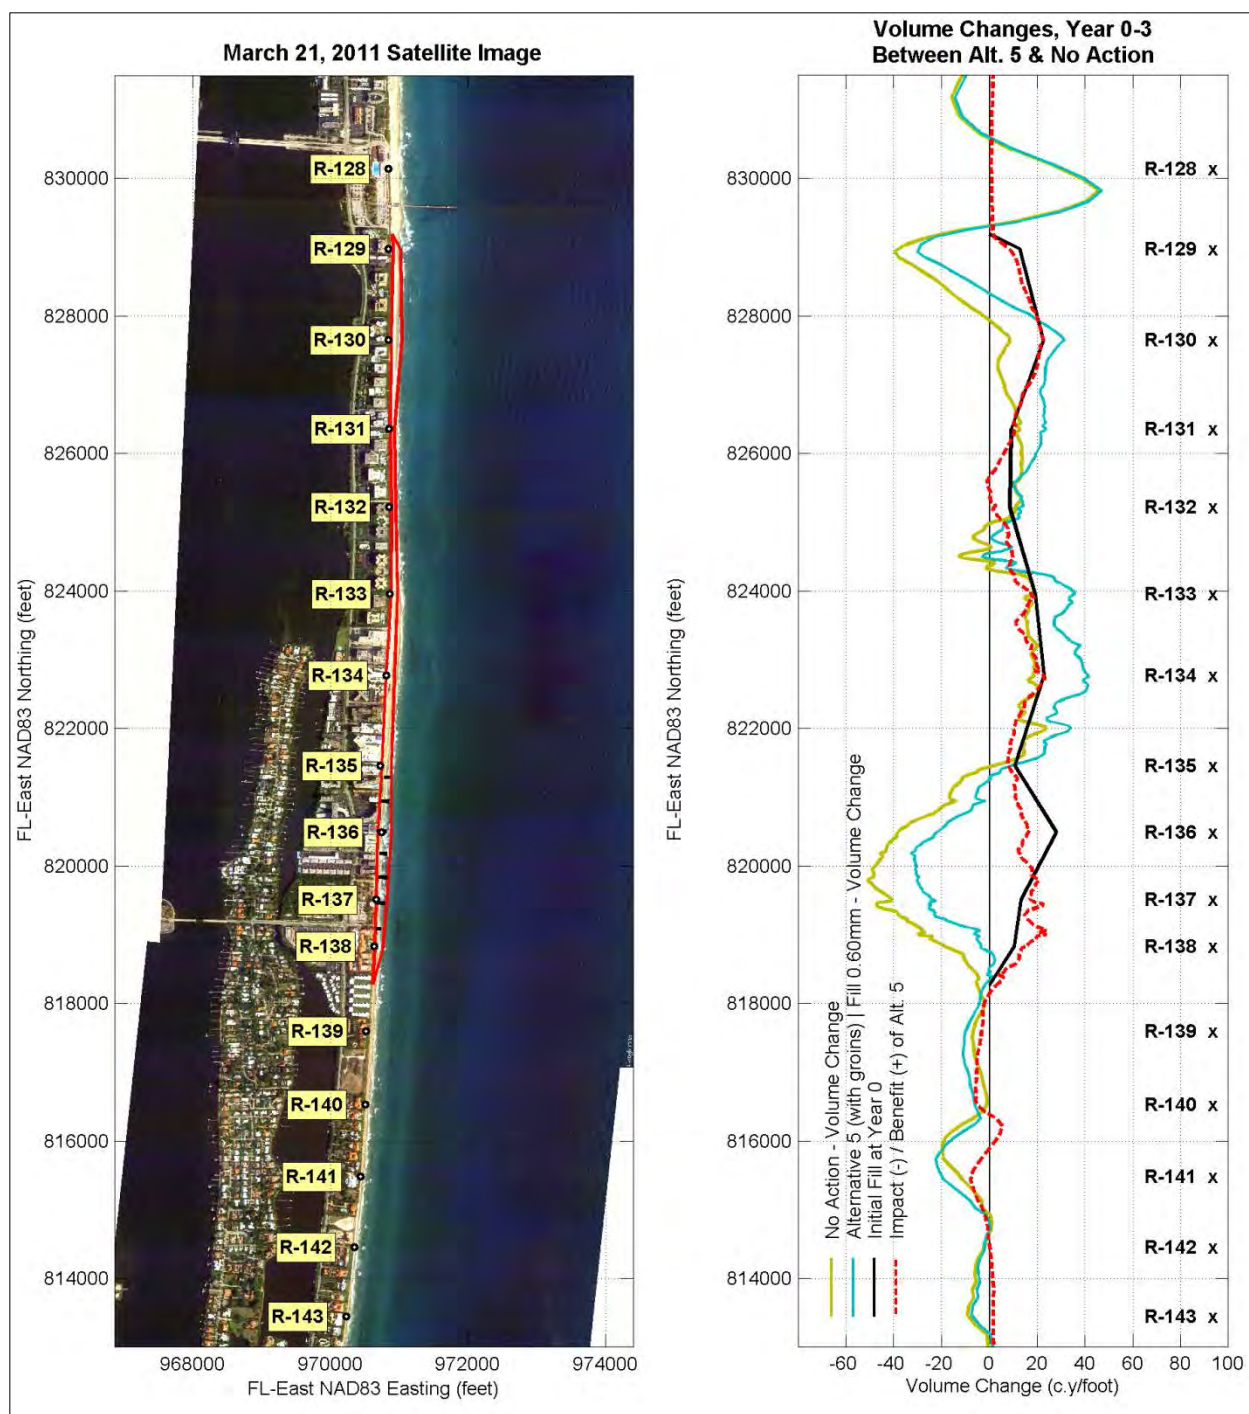 March 21, 2011 Satellite Image
FL-East NAD83 Northing (feet)
830000
828000
826000
824000
822000
820000
818000
816000
814000
R-128
R-129
R-130
R-131
R-132
R-133
R-134
R-135
R-136
R-137
R-138
R-139
R-140
R-141
R-142
R-143
968000 970000 972000 974000
FL-East NAD83 Easting (feet)
Volume Changes, Year 0-3
Between Alt. 5 & No Action
FL-East NAD83 Northing (feet)
830000
828000
826000
824000
822000
820000
818000
816000
814000
R-128 x
R-129 x
R-130 x
R-131 x
R-132 x
R-133 x
R-134 x
R-135 x
R-136 x
R-137 x
R-138 x
R-139 x
R-140 x
R-141 x
R-142 x
R-143 x
No Action - Volume Change
Alternative 5 (with groins) | Fill 0.60mm - Volume Change
Initial Fill at Year 0
Impact (-) / Benefit (+) of Alt. 5
-60 -40 -20 0 20 40 60 80 100
Volume Change (c.y/foot)